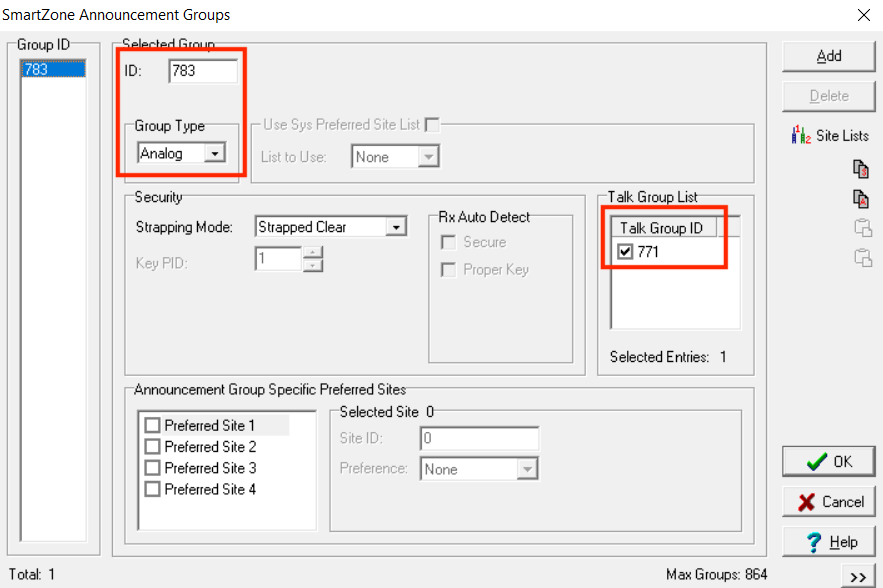 SmartZone Announcement Groups
Group ID
783
Selected Group
ID: 783
Group Type
Analog
Use Sys Preferred Site List
List to Use: None
Security
Strapping Mode: Strapped Clear
Key PID: 1
Rx Auto Detect
Secure
Proper Key
Talk Group List
Talk Group ID
771
Selected Entries: 1
Announcement Group Specific Preferred Sites
Preferred Site 1
Preferred Site 2
Preferred Site 3
Preferred Site 4
Selected Site 0
Site ID: 0
Preference: None
Add
Delete
1 2 Site Lists
OK
Cancel
? Help
Total: 1
Max Groups: 864
>>